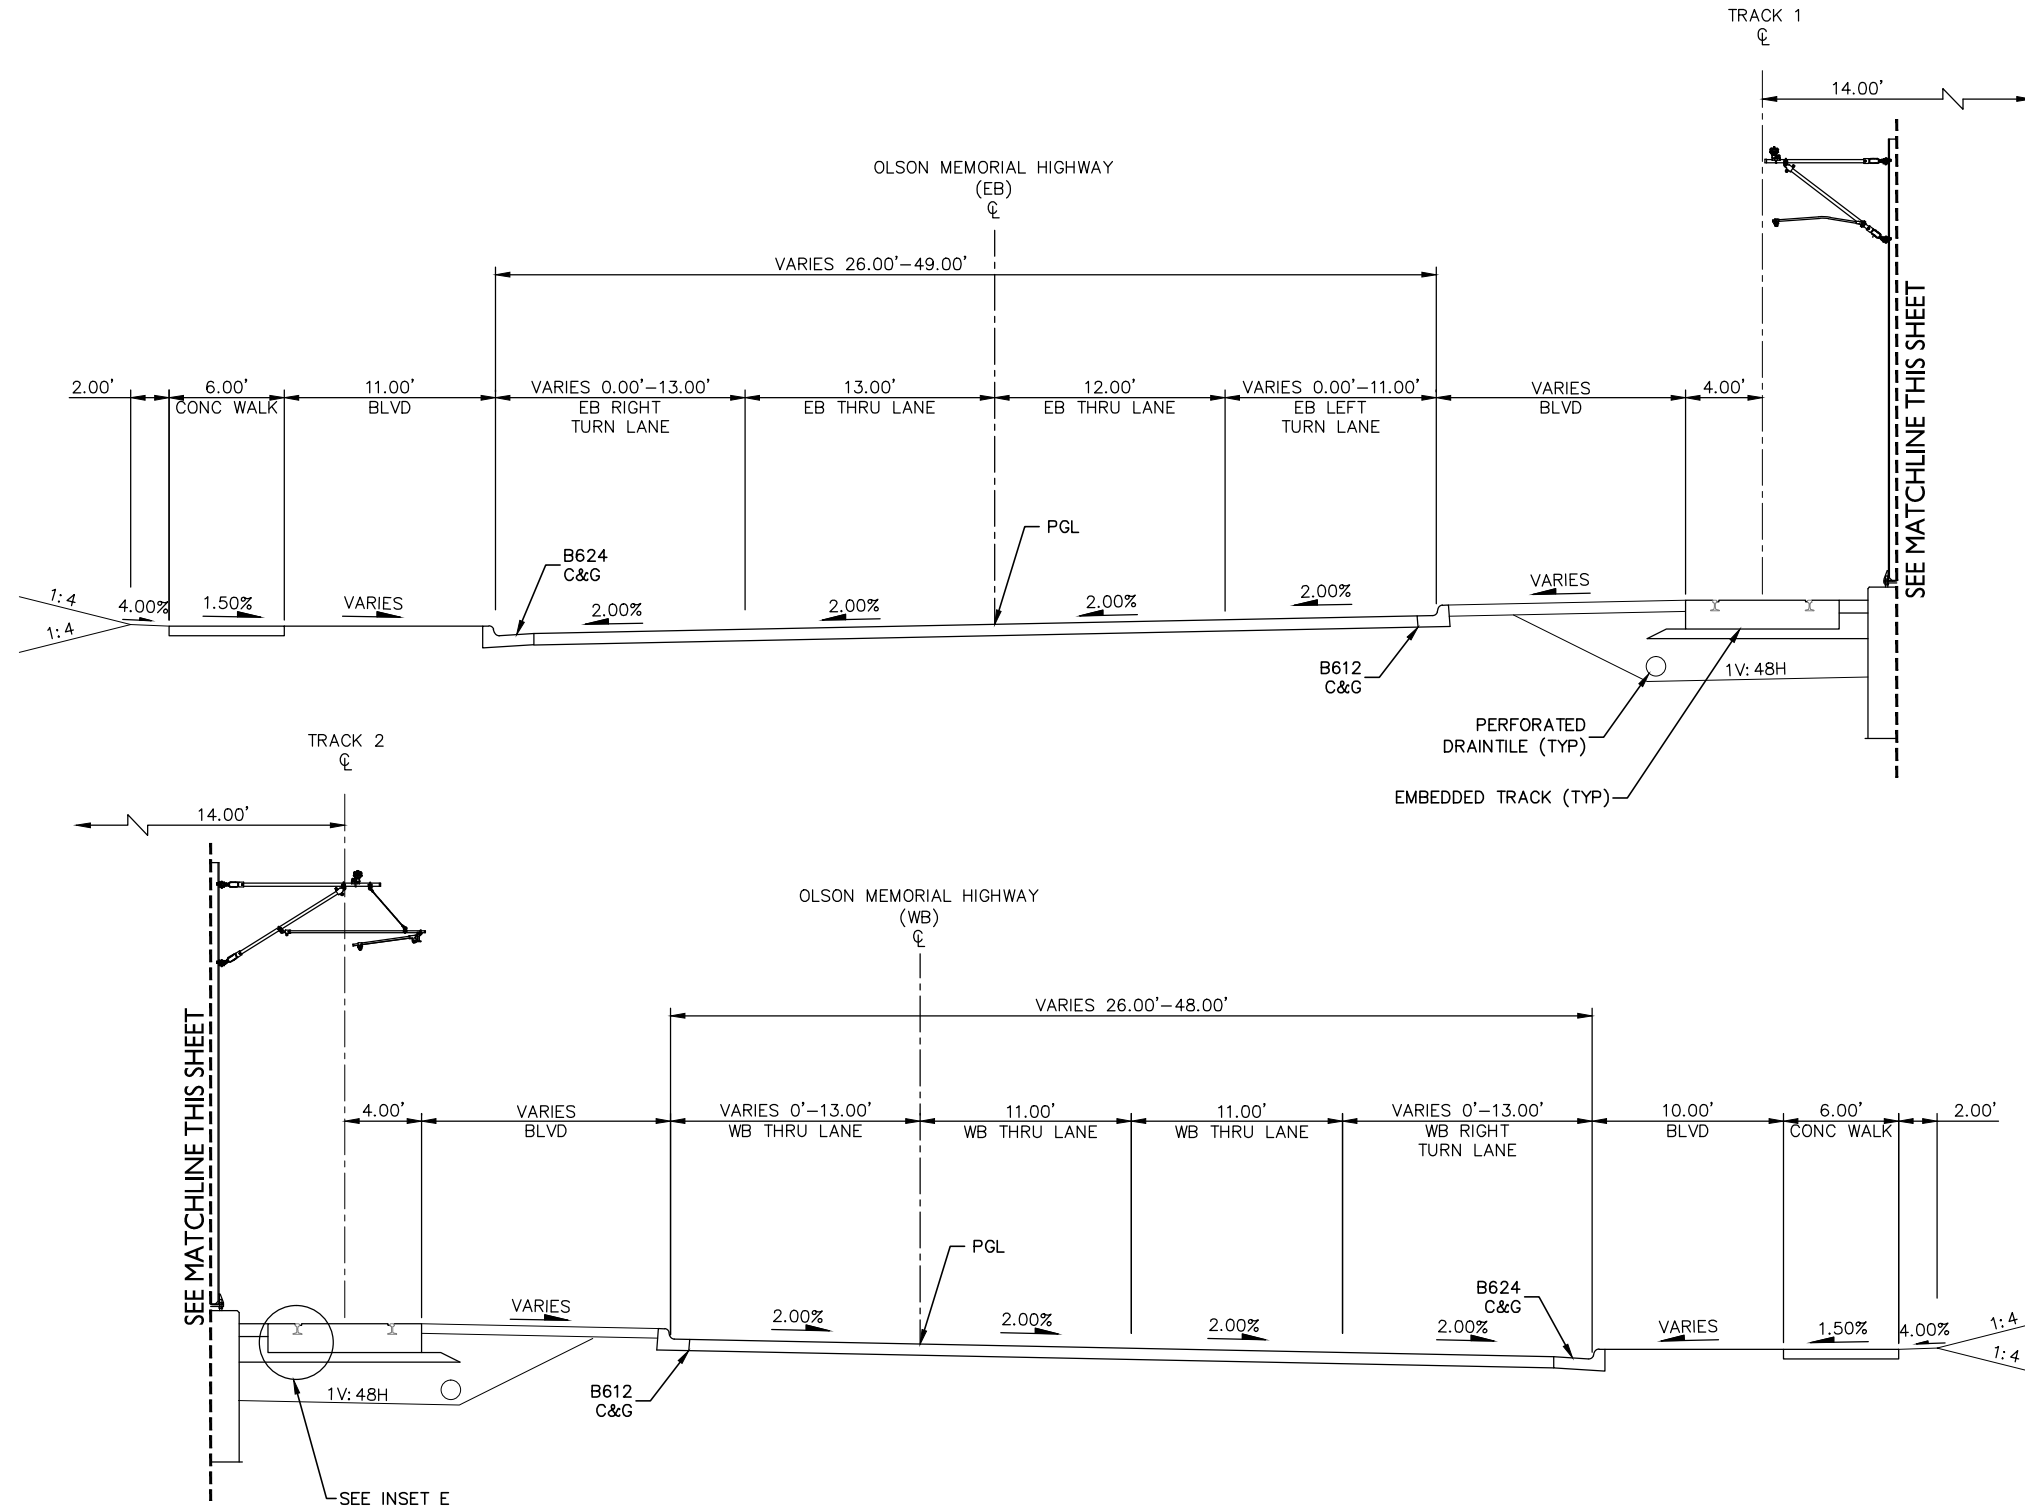 TRACK 1
℄
14.00'
OLSON MEMORIAL HIGHWAY
(EB)
℄
VARIES 26.00'-49.00'
2.00'
6.00'
CONC WALK
11.00'
BLVD
VARIES 0.00'-13.00'
EB RIGHT
TURN LANE
13.00'
EB THRU LANE
12.00'
EB THRU LANE
VARIES 0.00'-11.00'
EB LEFT
TURN LANE
VARIES
BLVD
4.00'
SEE MATCHLINE THIS SHEET
PGL
B624
C&G
1:4
1:4
4.00%
1.50%
VARIES
2.00%
2.00%
2.00%
2.00%
VARIES
B612
C&G
1V:48H
PERFORATED
DRAINTILE (TYP)
EMBEDDED TRACK (TYP)
TRACK 2
℄
14.00'
OLSON MEMORIAL HIGHWAY
(WB)
℄
VARIES 26.00'-48.00'
SEE MATCHLINE THIS SHEET
4.00'
VARIES
BLVD
VARIES 0'-13.00'
WB THRU LANE
11.00'
WB THRU LANE
11.00'
WB THRU LANE
VARIES 0'-13.00'
WB RIGHT
TURN LANE
10.00'
BLVD
6.00'
CONC WALK
2.00'
PGL
B624
C&G
VARIES
2.00%
2.00%
2.00%
2.00%
VARIES
1.50%
4.00%
1:4
1:4
1V:48H
B612
C&G
SEE INSET E